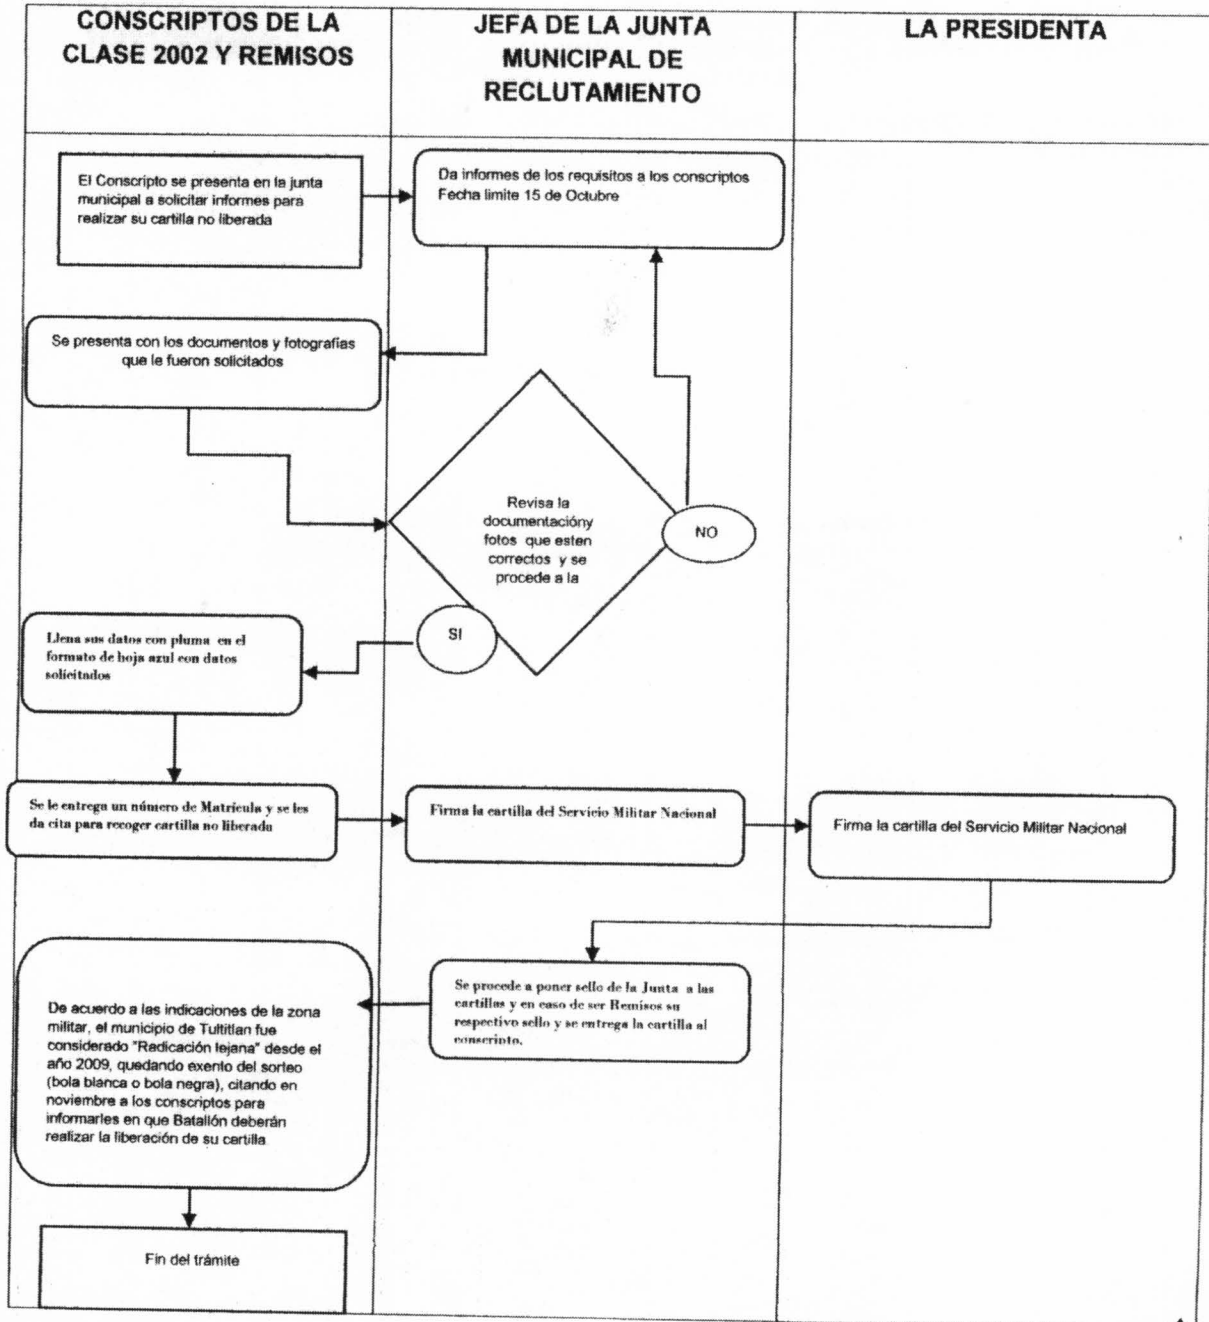 CONSCRIPTOS DE LA
CLASE 2002 Y REMISOS
JEFA DE LA JUNTA
MUNICIPAL DE
RECLUTAMIENTO
LA PRESIDENTA
El Conscripto se presenta en la junta
municipal a solicitar informes para
realizar su cartilla no liberada
Da informes de los requisitos a los conscriptos
Fecha limite 15 de Octubre
Se presenta con los documentos y fotografías
que le fueron solicitados
Revisa la
documentacióny
fotos que esten
correctos y se
procede a la
NO
SI
Llena sus datos con pluma en el
formato de hoja azul con datos
solicitados
Se le entrega un número de Matrícula y se les
da cita para recoger cartilla no liberada
Firma la cartilla del Servicio Militar Nacional
Firma la cartilla del Servicio Militar Nacional
Se procede a poner sello de la Junta a las
cartillas y en caso de ser Remisos su
respectivo sello y se entrega la cartilla al
conscripto.
De acuerdo a las indicaciones de la zona
militar, el municipio de Tultitlan fue
considerado "Radicación lejana" desde el
año 2009, quedando exento del sorteo
(bola blanca o bola negra), citando en
noviembre a los conscriptos para
informarles en que Batallón deberán
realizar la liberación de su cartilla
Fin del trámite